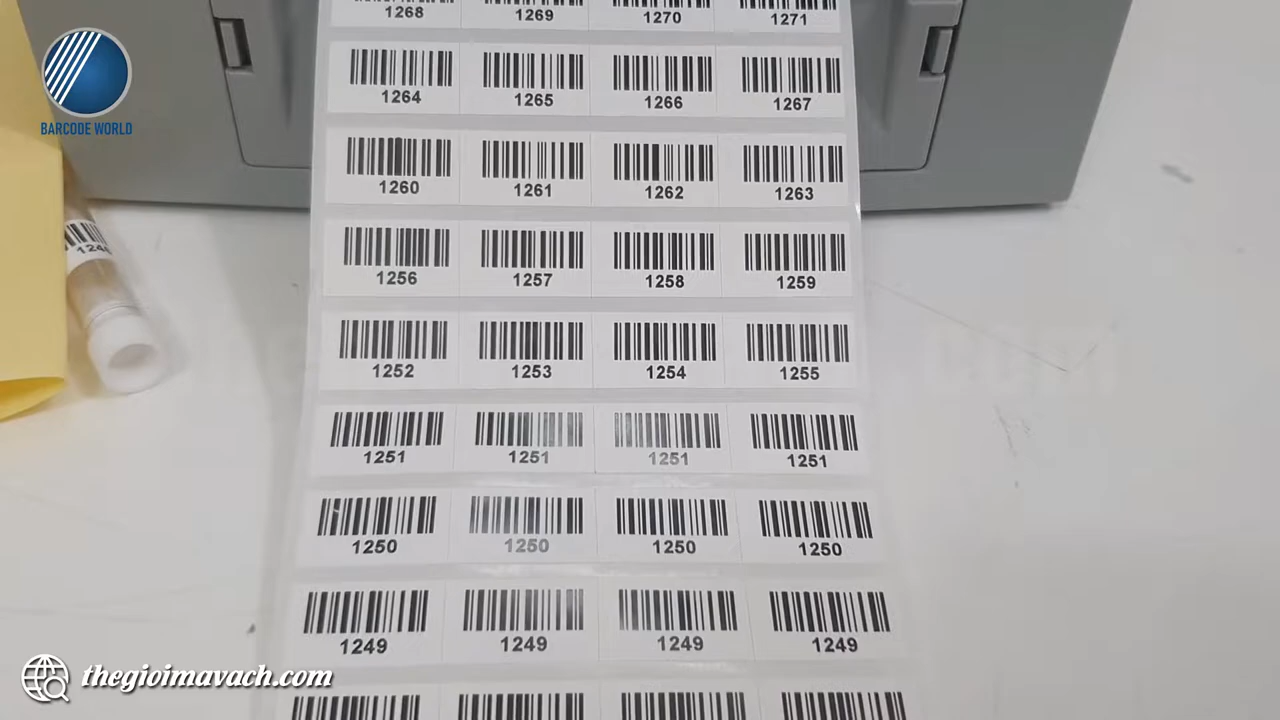 1268 1269 1270 1271
BARCODE WORLD
1264 1265 1266 1267
1260 1261 1262 1263
1256 1257 1258 1259
1252 1253 1254 1255
1251 1251 1251 1251
1250 1250 1250 1250
1249 1249 1249 1249
thegioimavach.com